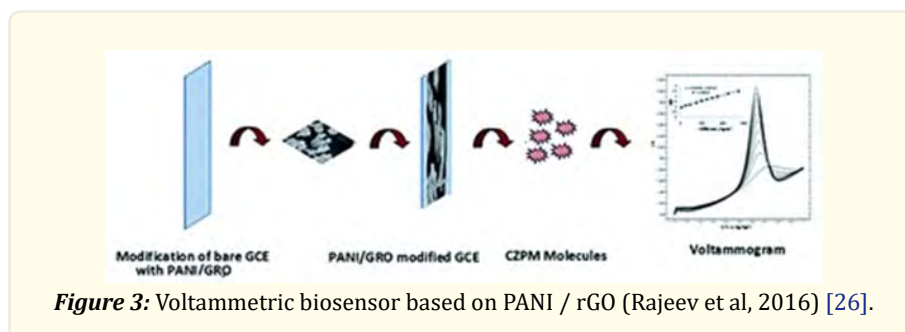 Modification of bare GCE
with PANI/GRO
PANI/GRO modified GCE
CZPM Molecules
Voltammogram
Figure 3: Voltammetric biosensor based on PANI / rGO (Rajeev et al, 2016) [26].